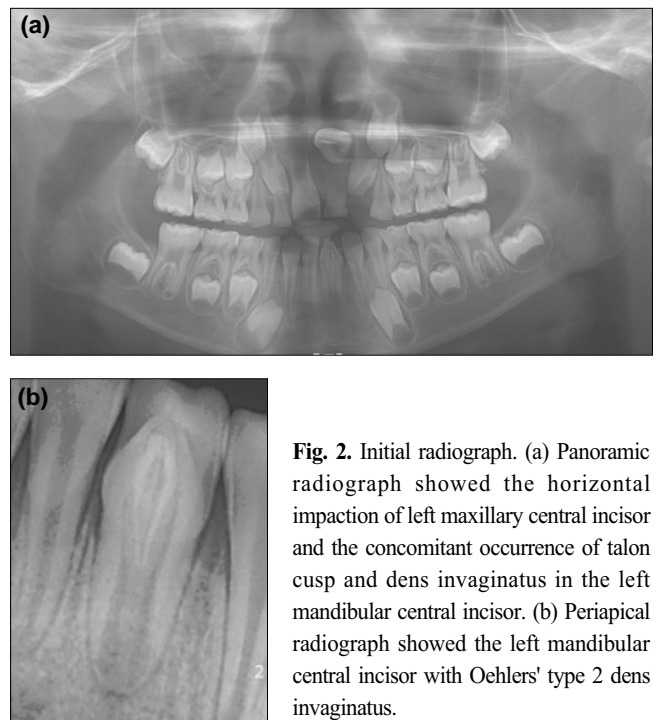 (a)
(b)
2
Fig. 2. Initial radiograph. (a) Panoramic
radiograph showed the horizontal
impaction of left maxillary central incisor
and the concomitant occurrence of talon
cusp and dens invaginatus in the left
mandibular central incisor. (b) Periapical
radiograph showed the left mandibular
central incisor with Oehlers' type 2 dens
invaginatus.